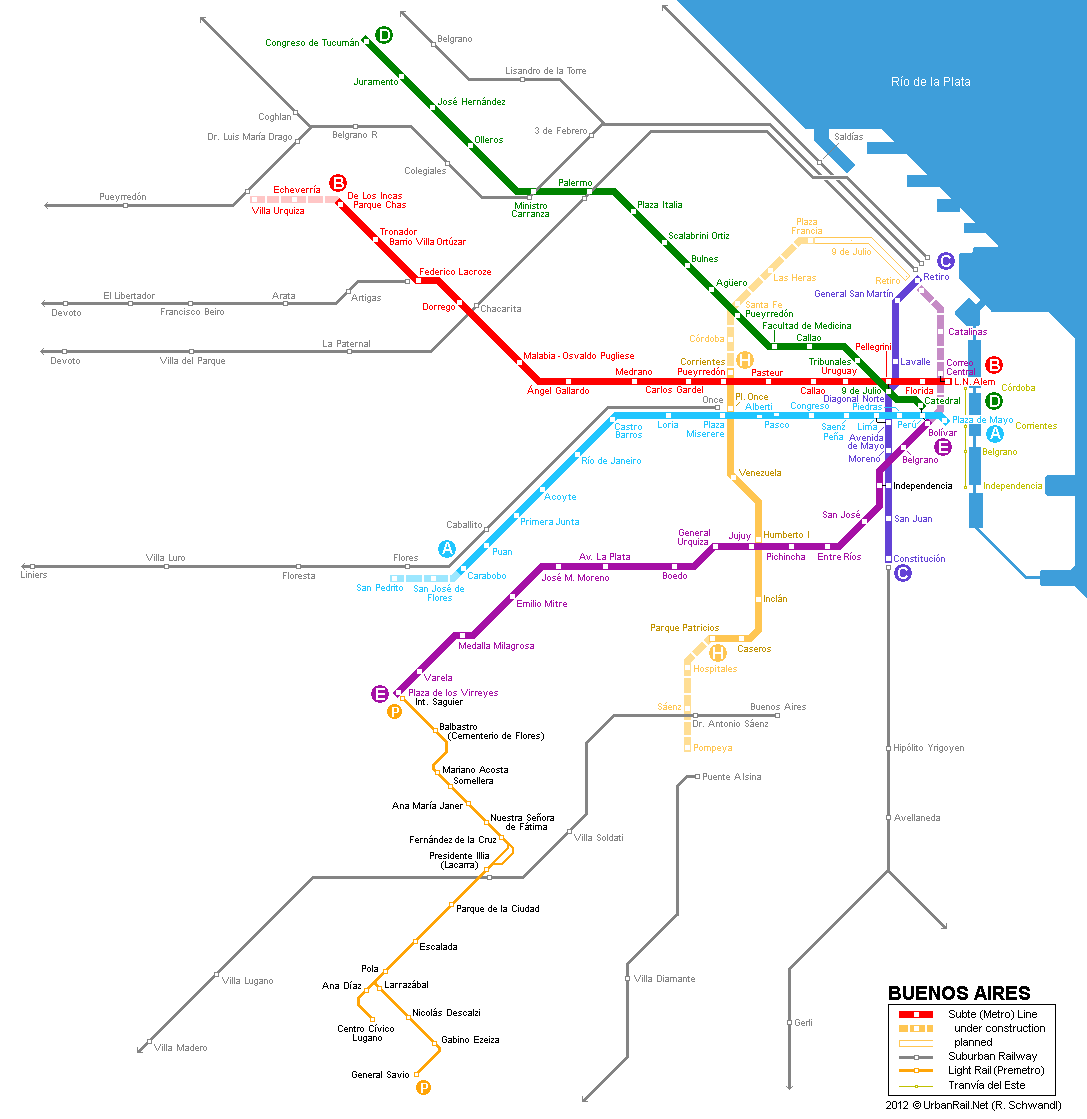 D
Congreso de Tucumán
Belgrano
Lisandro de la Torre
Juramento
José Hernández
Río de la Plata
Coghlan
Dr. Luis María Drago
Belgrano R
3 de Febrero
Olleros
Saldías
Colegiales
Palermo
Pueyrredón
Echeverría
B
De Los Incas
Parque Chas
Villa Urquiza
Ministro
Carranza
Plaza Italia
Tronador
Barrio Villa Ortúzar
Scalabrini Ortiz
Plaza
Francia
9 de Julio
Bulnes
C
Retiro
Retiro
Federico Lacroze
Las Heras
Agüero
General San Martín
El Libertador
Arata
Artigas
Devoto
Francisco Beiro
Dorrego
Chacarita
Santa Fe
Pueyrredón
Facultad de Medicina
Callao
Catalinas
La Paternal
Córdoba
Devoto
Villa del Parque
Malabia - Osvaldo Pugliese
Corrientes
H
Pellegrini
Tribunales
Lavalle
Correo
Central
B
Medrano
Pueyrredón
Pasteur
Uruguay
L.N. Alem
Ángel Gallardo
Carlos Gardel
Callao
9 de Julio
Florida
Córdoba
Once
Pl. Once
Alberti
Congreso
Diagonal Norte
Piedras
Catedral
D
Plaza de Mayo
Castro
Barros
Loria
Plaza
Miserere
Pasco
Saenz
Peña
Lima
Perú
Corrientes
A
Bolívar
Avenida
de Mayo
E
Moreno
Belgrano
Belgrano
Río de Janeiro
Venezuela
Independencia
Independencia
Acoyte
Primera Junta
San José
San Juan
Caballito
General
Urquiza
Jujuy
Humberto I
A
Puan
Villa Luro
Flores
Av. La Plata
Pichincha
Entre Ríos
Constitución
Liniers
Floresta
Carabobo
José M. Moreno
Boedo
C
San Pedrito
San José de
Flores
Emilio Mitre
Inclán
Parque Patricios
Medalla Milagrosa
Caseros
H
Hospitales
Varela
E
Plaza de los Virreyes
Int. Saguier
P
Sáenz
Buenos Aires
Dr. Antonio Sáenz
Balbastro
(Cementerio de Flores)
Pompeya
Hipólito Yrigoyen
Mariano Acosta
Somellera
Puente Alsina
Ana María Janer
Nuestra Señora
de Fátima
Avellaneda
Fernández de la Cruz
Villa Soldati
Presidente Illia
(Lacarra)
Parque de la Ciudad
Escalada
Pola
Villa Lugano
Ana Díaz
Larrazábal
Villa Diamante
Nicolás Descalzi
Centro Cívico
Lugano
Gerli
Gabino Ezeiza
Villa Madero
General Savio
P
BUENOS AIRES
Subte (Metro) Line
under construction
planned
Suburban Railway
Light Rail (Premetro)
Tranvía del Este
2012 © UrbanRail.Net (R. Schwandl)